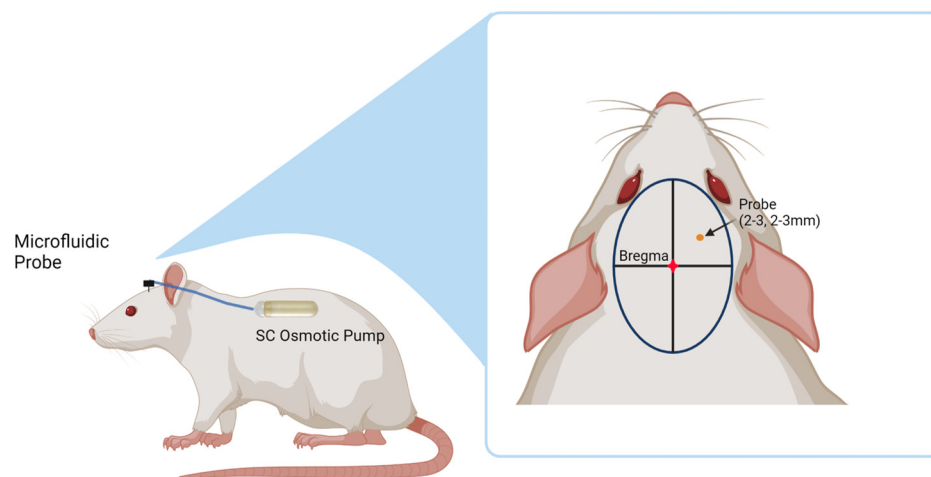 Microfluidic
Probe
SC Osmotic Pump
Probe
(2-3, 2-3mm)
Bregma